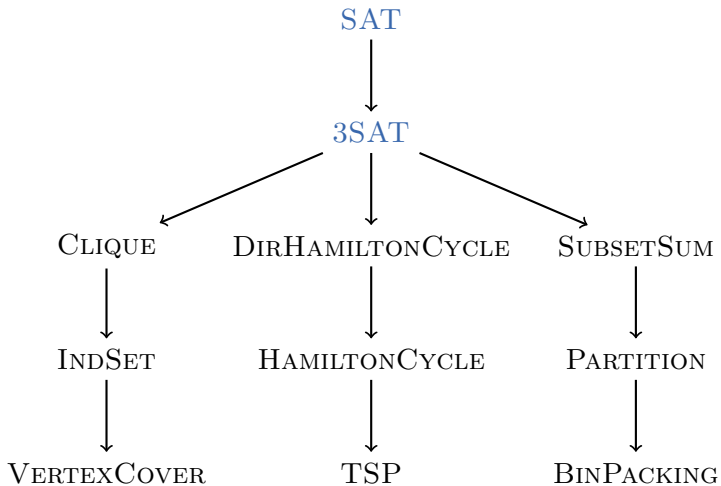 SAT
3SAT
CLIQUE DIRHAMILTONCYCLE SUBSETSUM
INDSET HAMILTONCYCLE PARTITION
VERTEXCOVER TSP BINPACKING